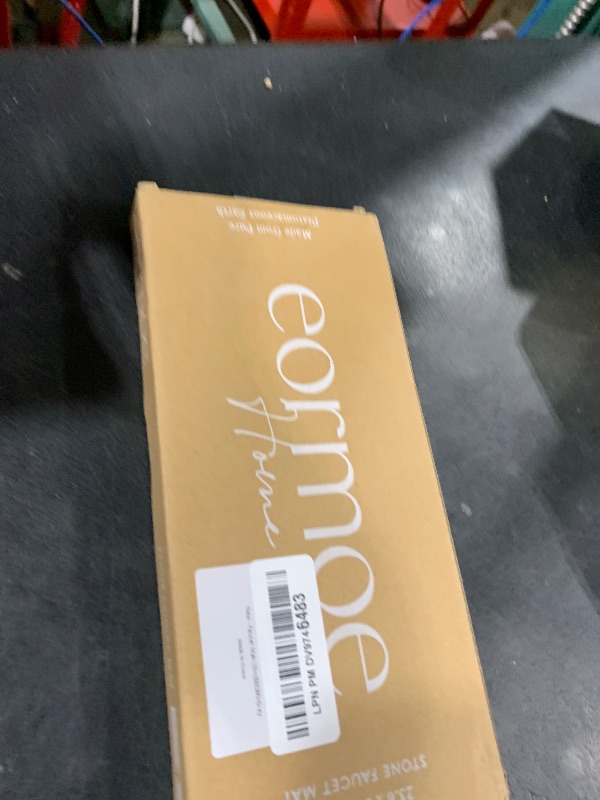 Made from Pure
Diatomaceous Earth
eormoe
Home
LPN PM DV9746483
STONE FAUCET MAT